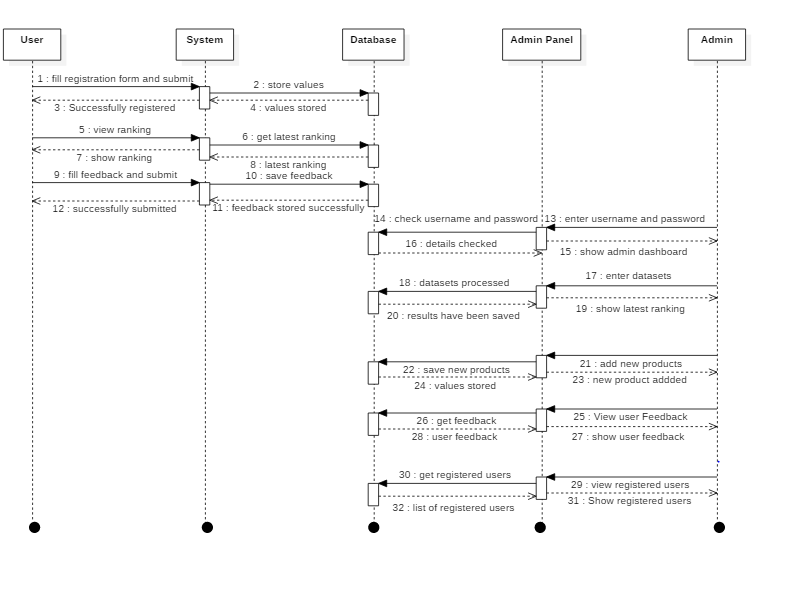 User
System
Database
Admin Panel
Admin
1 : fill registration form and submit
2 : store values
3 : Successfully registered
4 : values stored
5 : view ranking
6 : get latest ranking
7 : show ranking
8 : latest ranking
9 : fill feedback and submit
10 : save feedback
11 : feedback stored successfully
12 : successfully submitted
14 : check username and password
13 : enter username and password
16 : details checked
15 : show admin dashboard
17 : enter datasets
18 : datasets processed
19 : show latest ranking
20 : results have been saved
21 : add new products
22 : save new products
23 : new product addded
24 : values stored
25 : View user Feedback
26 : get feedback
27 : show user feedback
28 : user feedback
30 : get registered users
29 : view registered users
31 : Show registered users
32 : list of registered users